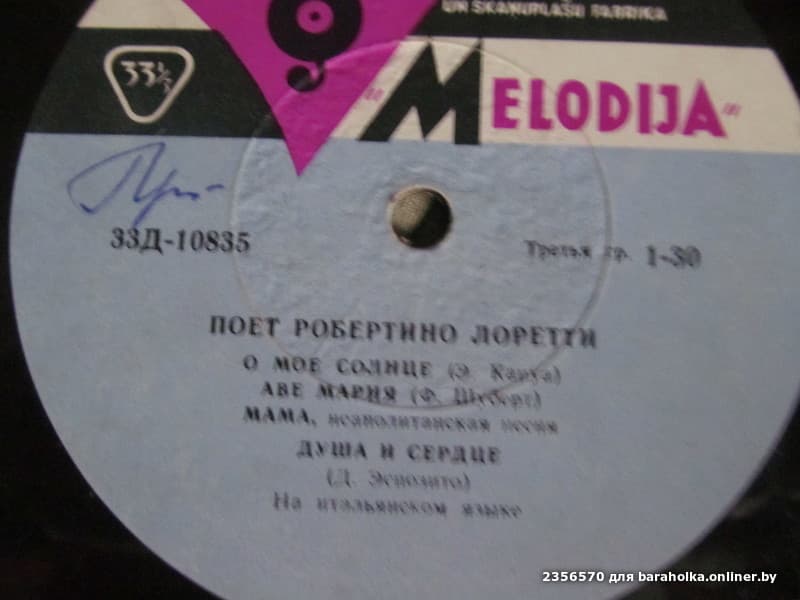 UN SKAŅUPLAŠU FABRIKA
33⅓
"MELODIJA"
33Д-10835
Третья гр. 1-30
ПОЕТ РОБЕРТИНО ЛОРЕТТИ
О МОЕ СОЛНЦЕ (Э. Капуа)
АВЕ МАРИЯ (Ф. Шуберт)
МАМА, неаполитанская песня
ДУША И СЕРДЦЕ
(Д. Эспозито)
На итальянском языке
2356570 для baraholka.onliner.by